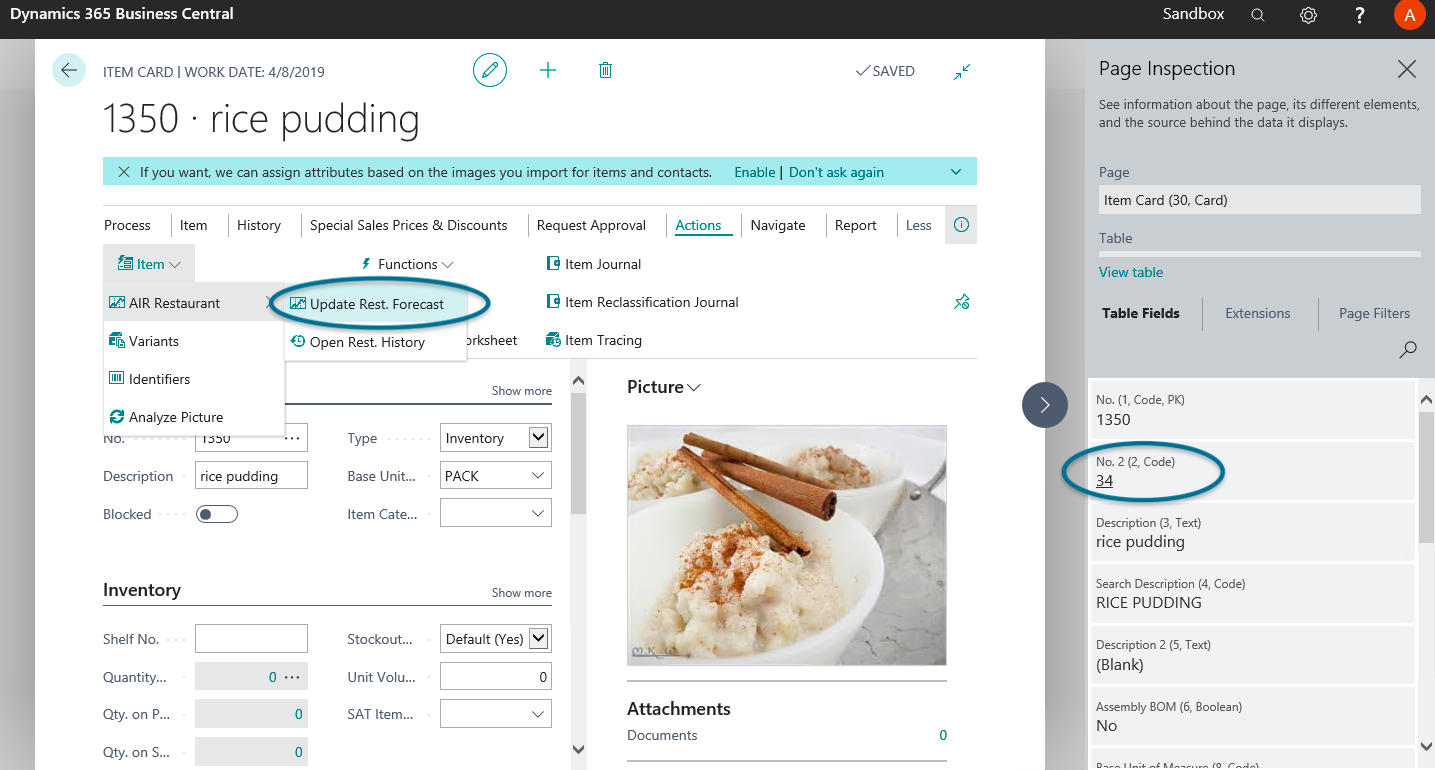 Dynamics 365 Business Central
Sandbox
?
A
ITEM CARD | WORK DATE: 4/8/2019
SAVED
1350 · rice pudding
If you want, we can assign attributes based on the images you import for items and contacts. Enable | Don't ask again
Process Item History Special Sales Prices & Discounts Request Approval Actions Navigate Report Less
Item Functions Item Journal
AIR Restaurant Update Rest. Forecast Item Reclassification Journal
Variants Open Rest. History orksheet Item Tracing
Identifiers
Analyze Picture
Show more
No. 1350 ··· Type Inventory
Description rice pudding Base Unit... PACK
Blocked Item Cate...
Inventory Show more
Shelf No. Stockout... Default (Yes)
Quantity... 0 ··· Unit Volu... 0
Qty. on P... 0 SAT Item...
Qty. on S... 0
Picture
Attachments
Documents 0
Page Inspection
See information about the page, its different elements,
and the source behind the data it displays.
Page
Item Card (30, Card)
Table
View table
Table Fields Extensions Page Filters
No. (1, Code, PK)
1350
No. 2 (2, Code)
34
Description (3, Text)
rice pudding
Search Description (4, Code)
RICE PUDDING
Description 2 (5, Text)
(Blank)
Assembly BOM (6, Boolean)
No
Base Unit of Measure (8, Code)